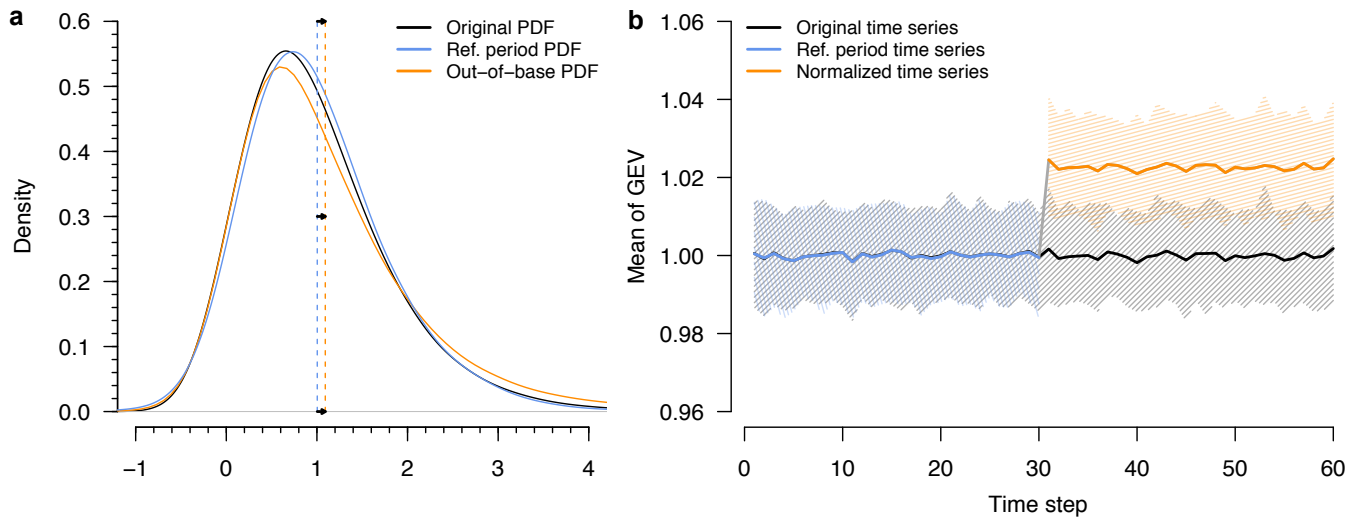 a
0.6
0.5
0.4
0.3
0.2
0.1
0.0
Density
−1
0
1
2
3
4
Original PDF
Ref. period PDF
Out−of−base PDF
b
1.06
1.04
1.02
1.00
0.98
0.96
Mean of GEV
Original time series
Ref. period time series
Normalized time series
0
10
20
30
40
50
60
Time step